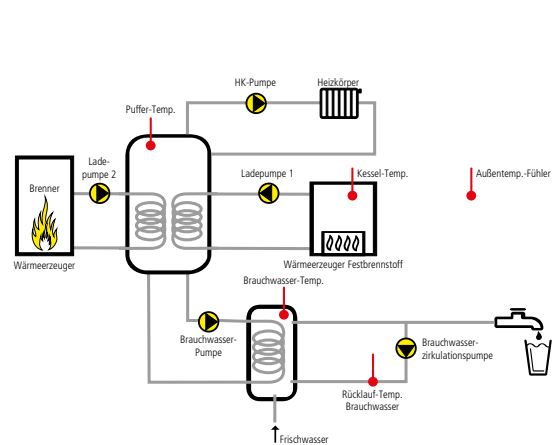 HK-Pumpe
Heizkörper
Puffer-Temp.
Lade-
pumpe 2
Ladepumpe 1
Kessel-Temp.
Außentemp.-Fühler
Brenner
Wärmeerzeuger
Wärmeerzeuger Festbrennstoff
Brauchwasser-Temp.
Brauchwasser-
Pumpe
Brauchwasser-
zirkulationspumpe
Rücklauf-Temp.
Brauchwasser
Frischwasser